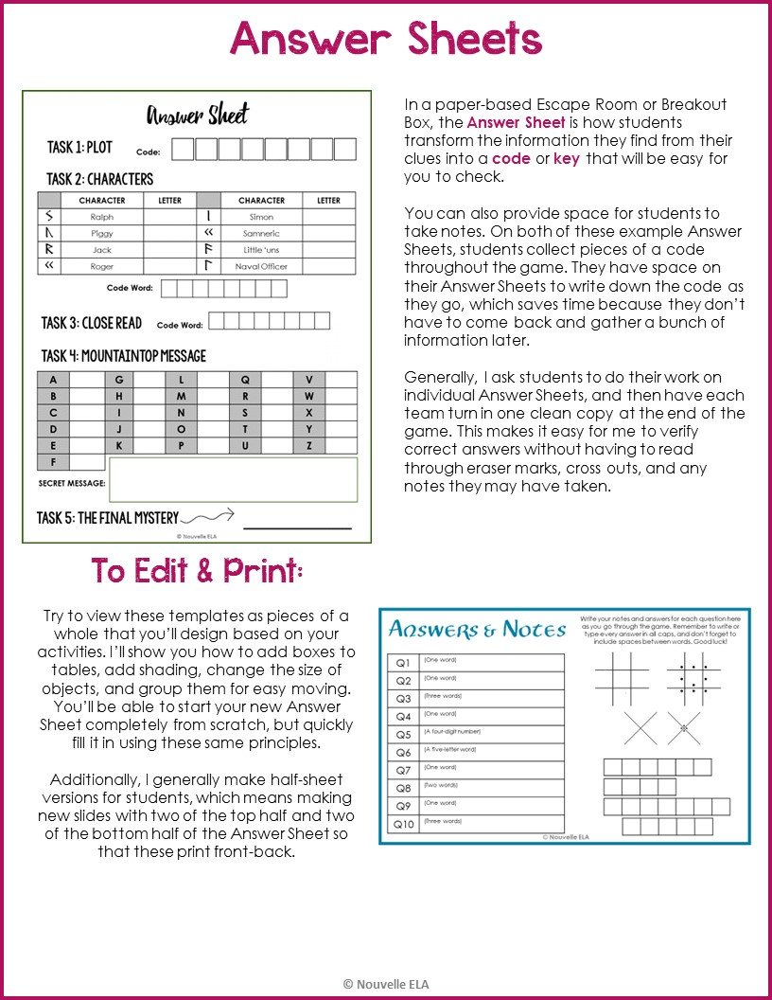 Answer Sheets
Answer Sheet
TASK 1: PLOT Code:
TASK 2: CHARACTERS
CHARACTER LETTER CHARACTER LETTER
Ralph Simon
Piggy Samneric
Jack Little 'uns
Roger Naval Officer
Code Word:
TASK 3: CLOSE READ Code Word:
TASK 4: MOUNTAINTOP MESSAGE
A G L Q V
B H M R W
C I N S X
D J O T Y
E K P U Z
F
SECRET MESSAGE:
TASK 5: THE FINAL MYSTERY
© Nouvelle ELA
In a paper-based Escape Room or Breakout
Box, the Answer Sheet is how students
transform the information they find from their
clues into a code or key that will be easy for
you to check.
You can also provide space for students to
take notes. On both of these example Answer
Sheets, students collect pieces of a code
throughout the game. They have space on
their Answer Sheets to write down the code as
they go, which saves time because they don't
have to come back and gather a bunch of
information later.
Generally, I ask students to do their work on
individual Answer Sheets, and then have each
team turn in one clean copy at the end of the
game. This makes it easy for me to verify
correct answers without having to read
through eraser marks, cross outs, and any
notes they may have taken.
To Edit & Print:
Try to view these templates as pieces of a
whole that you'll design based on your
activities. I'll show you how to add boxes to
tables, add shading, change the size of
objects, and group them for easy moving.
You'll be able to start your new Answer
Sheet completely from scratch, but quickly
fill it in using these same principles.
Additionally, I generally make half-sheet
versions for students, which means making
new slides with two of the top half and two
of the bottom half of the Answer Sheet so
that these print front-back.
Answers & Notes
Write your notes and answers for each question here
as you go through the game. Remember to write or
type every answer in all caps, and don't forget to
include spaces between words. Good luck!
Q1 (One word)
Q2 (One word)
Q3 (Three words)
Q4 (One word)
Q5 (A four-digit number)
Q6 (A five-letter word)
Q7 (One word)
Q8 (Two words)
Q9 (One word)
Q10 (Three words)
© Nouvelle ELA
© Nouvelle ELA